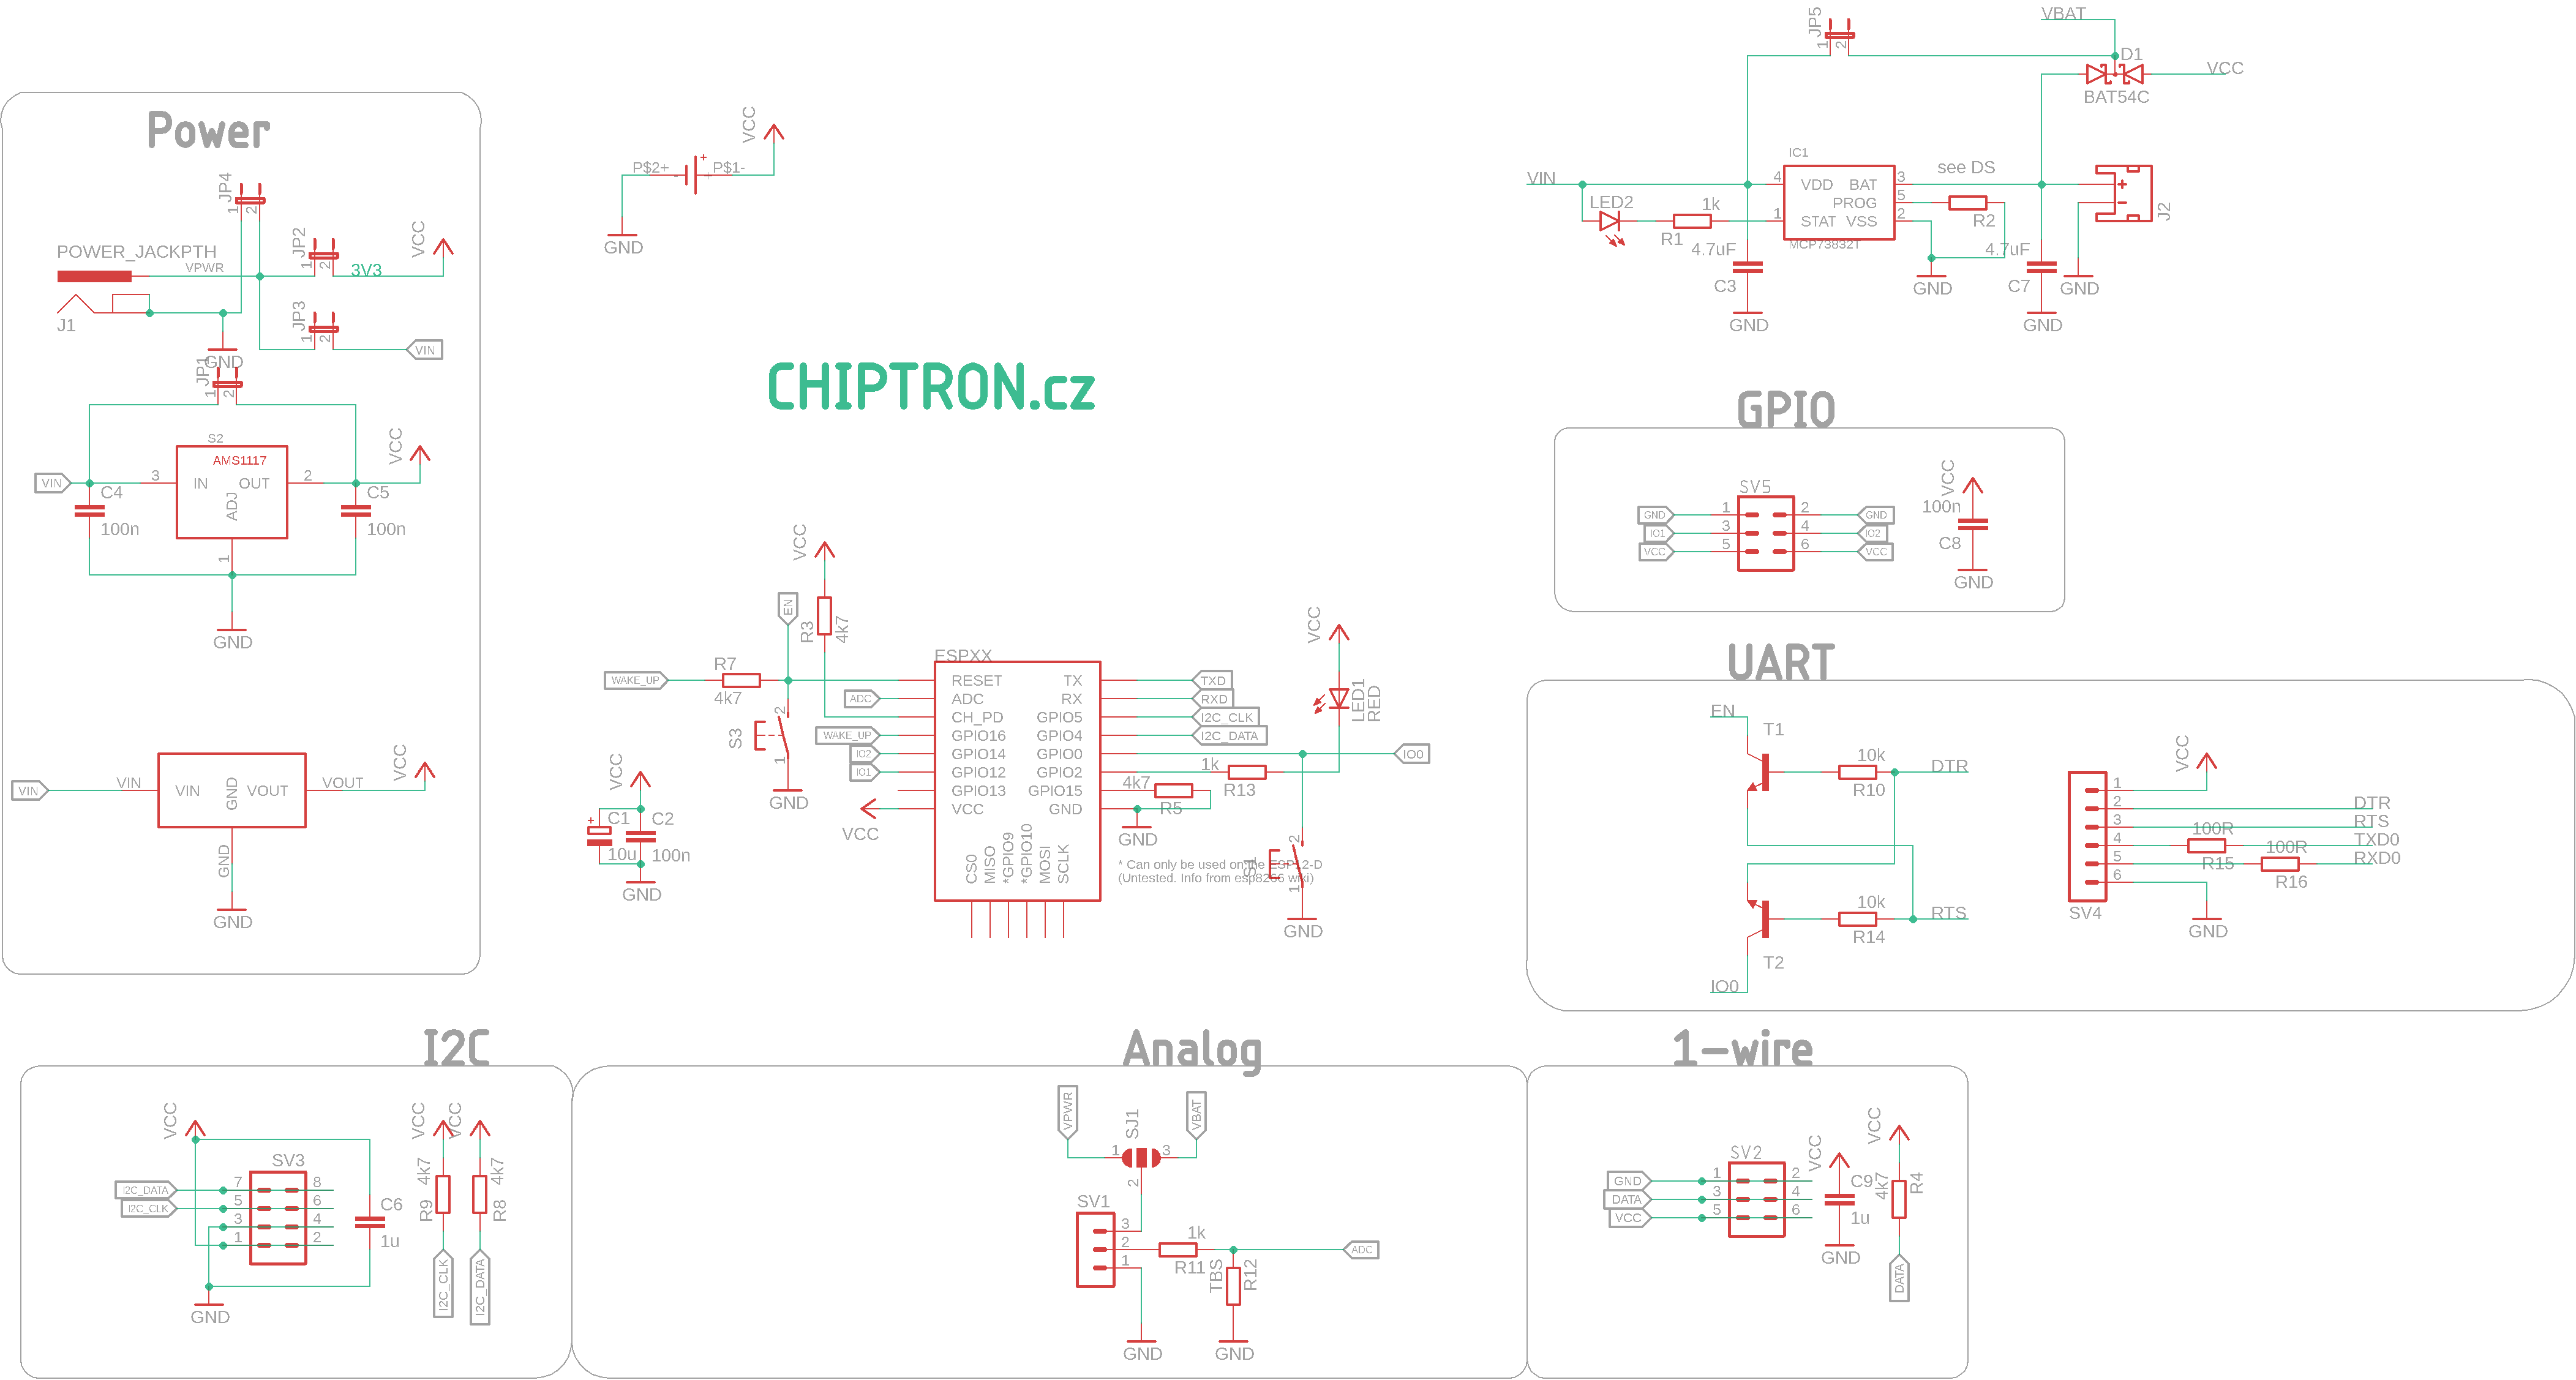 Power
JP4
1
2
POWER_JACKPTH
VPWR
J1
JP2
1
2
3V3
VCC
JP3
1
2
VIN
GND
JP1
1
2
S2
AMS1117
VIN
3
IN
OUT
ADJ
2
1
VCC
C4
100n
C5
100n
GND
VIN
VIN
VIN
GND
VOUT
VOUT
VCC
GND
GND
P$2+
-
+
+
P$1-
VCC
GND
CHIPTRON.cz
VBAT
JP5
1
2
D1
BAT54C
VCC
VIN
LED2
1k
R1
IC1
4
VDD
BAT
3
PROG
5
1
STAT
VSS
2
MCP73832T
see DS
R2
4.7uF
C3
GND
GND
4.7uF
C7
GND
GND
+
-
J2
GPIO
SV5
GND
1
2
GND
IO1
3
4
IO2
VCC
5
6
VCC
VCC
100n
C8
GND
VCC
EN
R3
4k7
WAKE_UP
R7
4k7
S3
2
1
GND
ESPXX
RESET
TX
TXD
ADC
ADC
RX
RXD
CH_PD
GPIO5
I2C_CLK
WAKE_UP
GPIO16
GPIO4
I2C_DATA
IO2
GPIO14
GPIO0
IO0
IO1
GPIO12
GPIO2
GPIO13
GPIO15
VCC
VCC
GND
CS0
MISO
*GPIO9
*GPIO10
MOSI
SCLK
VCC
+
C1
10u
C2
100n
GND
VCC
LED1
RED
1k
R13
4k7
R5
GND
* Can only be used on the ESP12-D
(Untested. Info from esp8266 wiki)
S1
2
1
GND
UART
EN
T1
10k
R10
DTR
10k
R14
RTS
T2
IO0
VCC
1
2
DTR
3
RTS
4
100R
R15
TXD0
5
100R
R16
RXD0
6
SV4
GND
I2C
VCC
SV3
I2C_DATA
7
8
I2C_CLK
5
6
3
4
1
2
C6
1u
GND
VCC
VCC
4k7
R9
4k7
R8
I2C_CLK
I2C_DATA
Analog
VPWR
VBAT
SJ1
1
3
2
SV1
3
2
1
1k
R11
ADC
TBS
R12
GND
GND
1-wire
SV2
GND
1
2
DATA
3
4
VCC
5
6
VCC
C9
1u
GND
VCC
4k7
R4
DATA